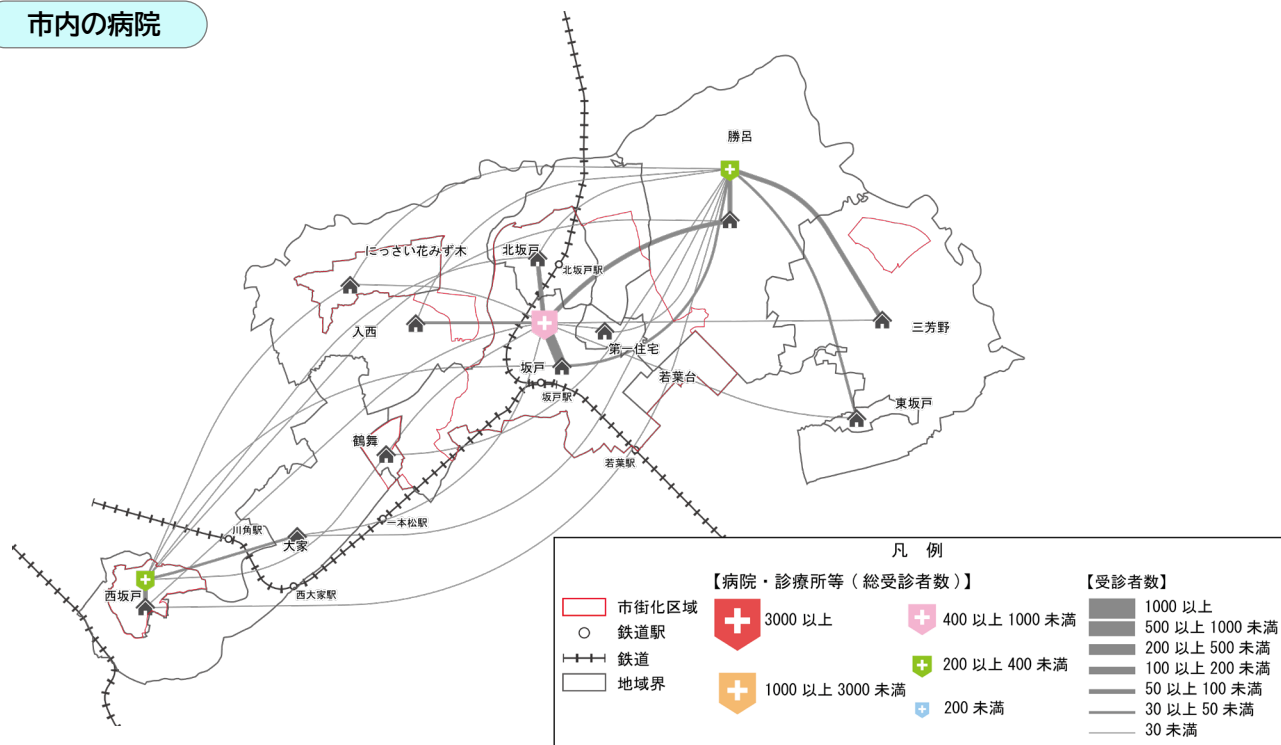 市内の病院
勝呂
にっさい花みず木
北坂戸
北坂戸駅
入西
第一住宅
三芳野
坂戸
若葉台
坂戸駅
東坂戸
鶴舞
若葉駅
一本松駅
川角駅
大家
西坂戸
西大家駅
凡 例
【病院・診療所等(総受診者数)】
【受診者数】
市街化区域
鉄道駅
鉄道
地域界
3000 以上
1000 以上 3000 未満
400 以上 1000 未満
200 以上 400 未満
200 未満
1000 以上
500 以上 1000 未満
200 以上 500 未満
100 以上 200 未満
50 以上 100 未満
30 以上 50 未満
30 未満